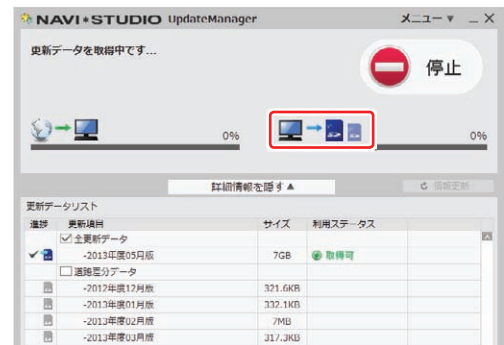 NAVI*STUDIO UpdateManager メニュー ▼ _ ×
更新データを取得中です...
停止
0% 0%
詳細情報を隠す▲ 情報更新
更新データリスト
進捗 更新項目 サイズ 利用ステータス
全更新データ
-2013年度05月版 7GB 取得可
道路差分データ
-2012年度12月版 321.6KB
-2013年度01月版 332.1KB
-2013年度02月版 7MB
-2013年度03月版 317.3KB